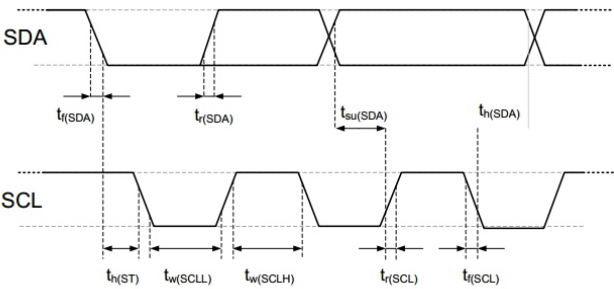 SDA
tf(SDA) tr(SDA) tsu(SDA) th(SDA)
SCL
th(ST) tw(SCLL) tw(SCLH) tr(SCL) tf(SCL)